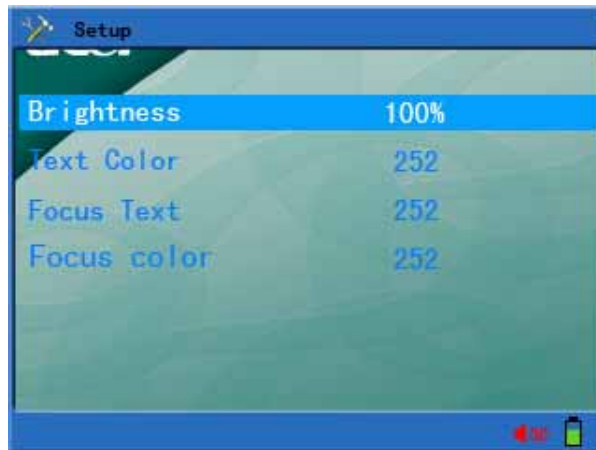 Setup
Brightness 100%
Text Color 252
Focus Text 252
Focus color 252